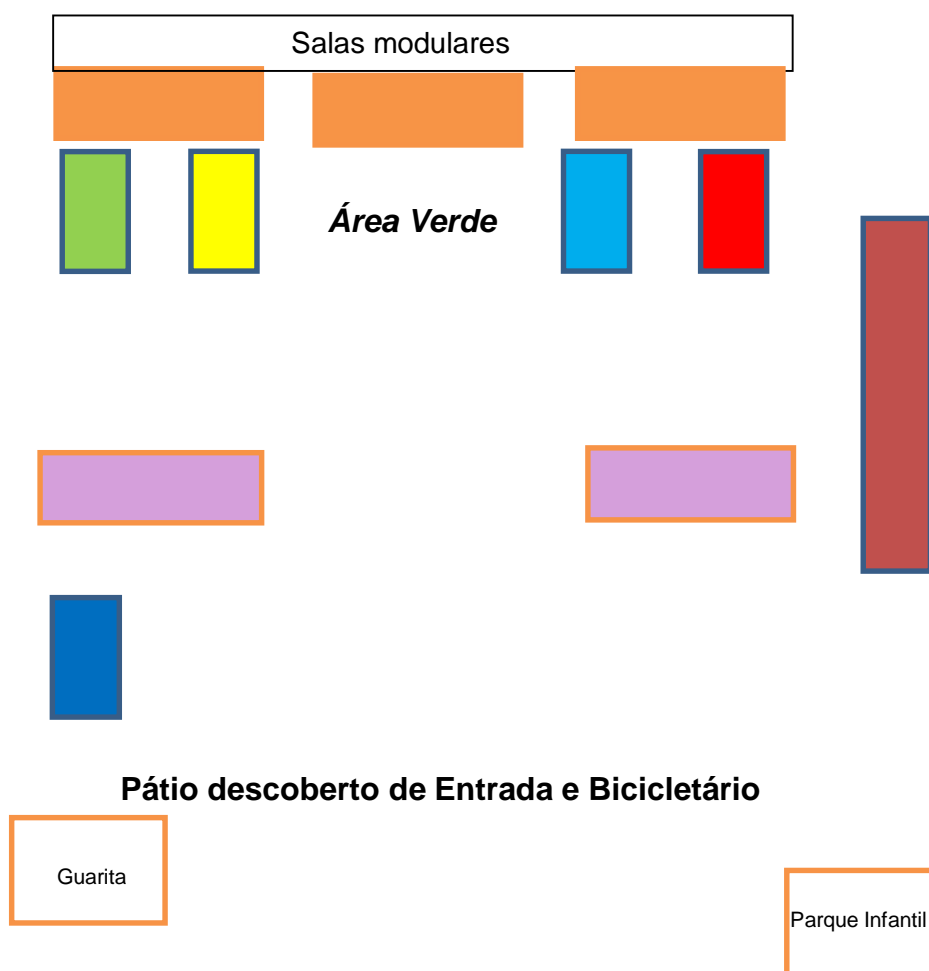 Salas modulares
Área Verde
Pátio descoberto de Entrada e Bicicletário
Guarita
Parque Infantil